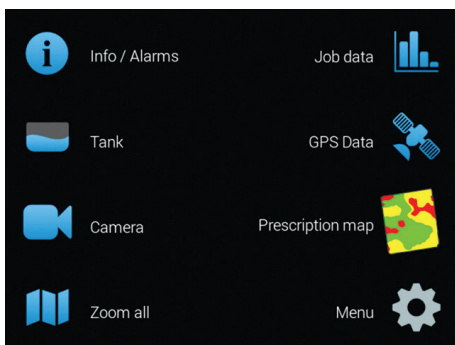 Info / Alarms
Job data
Tank
GPS Data
Camera
Prescription map
Zoom all
Menu